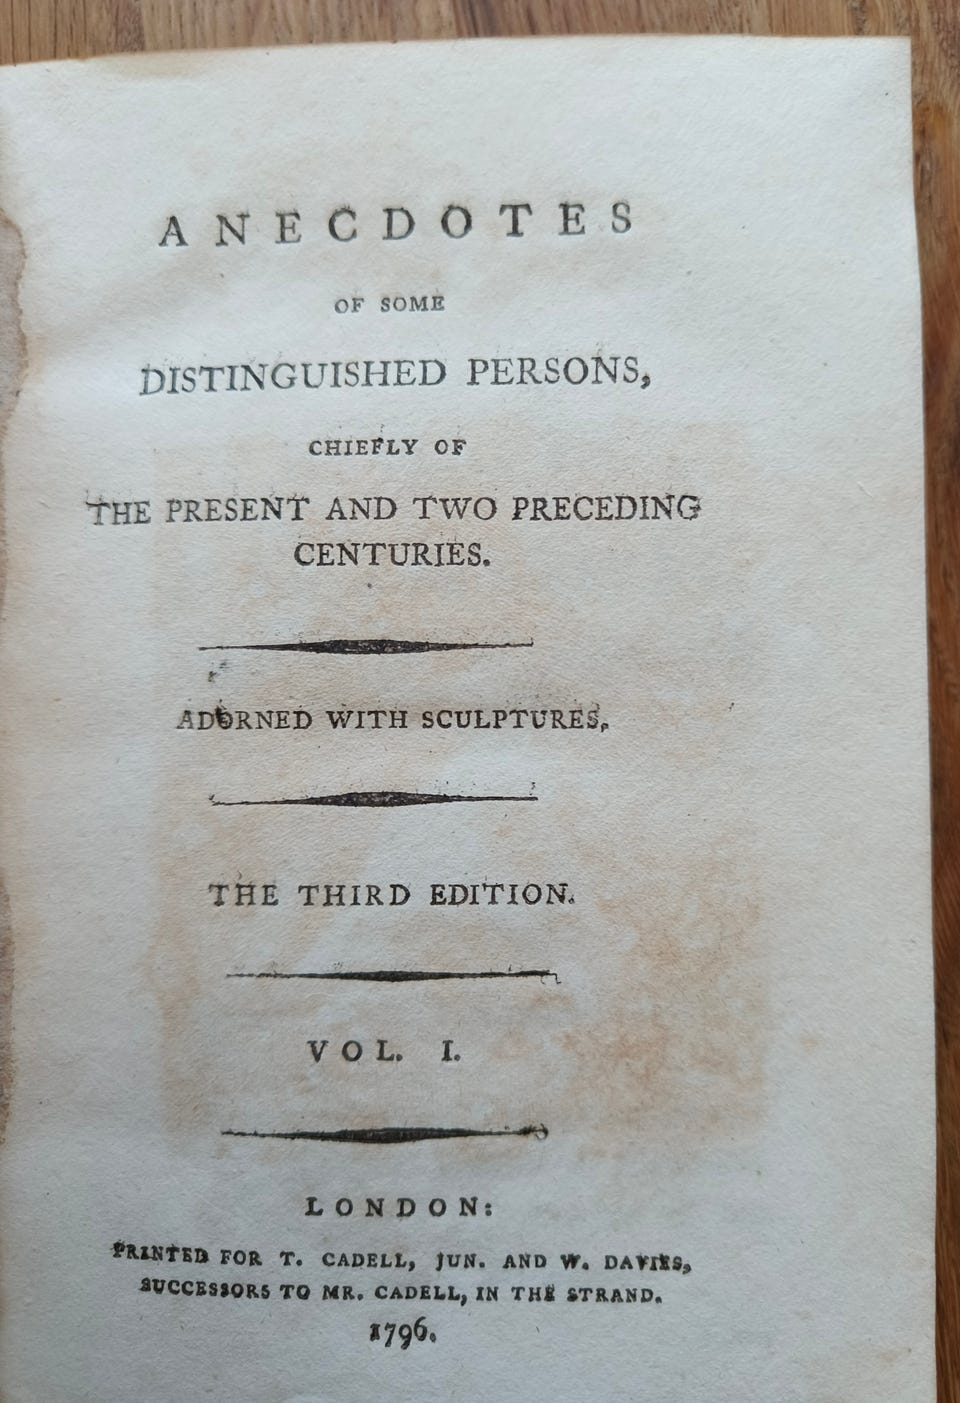 ANECDOTES
OF SOME
DISTINGUISHED PERSONS,
CHIEFLY OF
THE PRESENT AND TWO PRECEDING
CENTURIES.
ADORNED WITH SCULPTURES.
THE THIRD EDITION.
VOL. I.
LONDON:
PRINTED FOR T. CADELL, JUN. AND W. DAVIES,
SUCCESSORS TO MR. CADELL, IN THE STRAND.
1796.